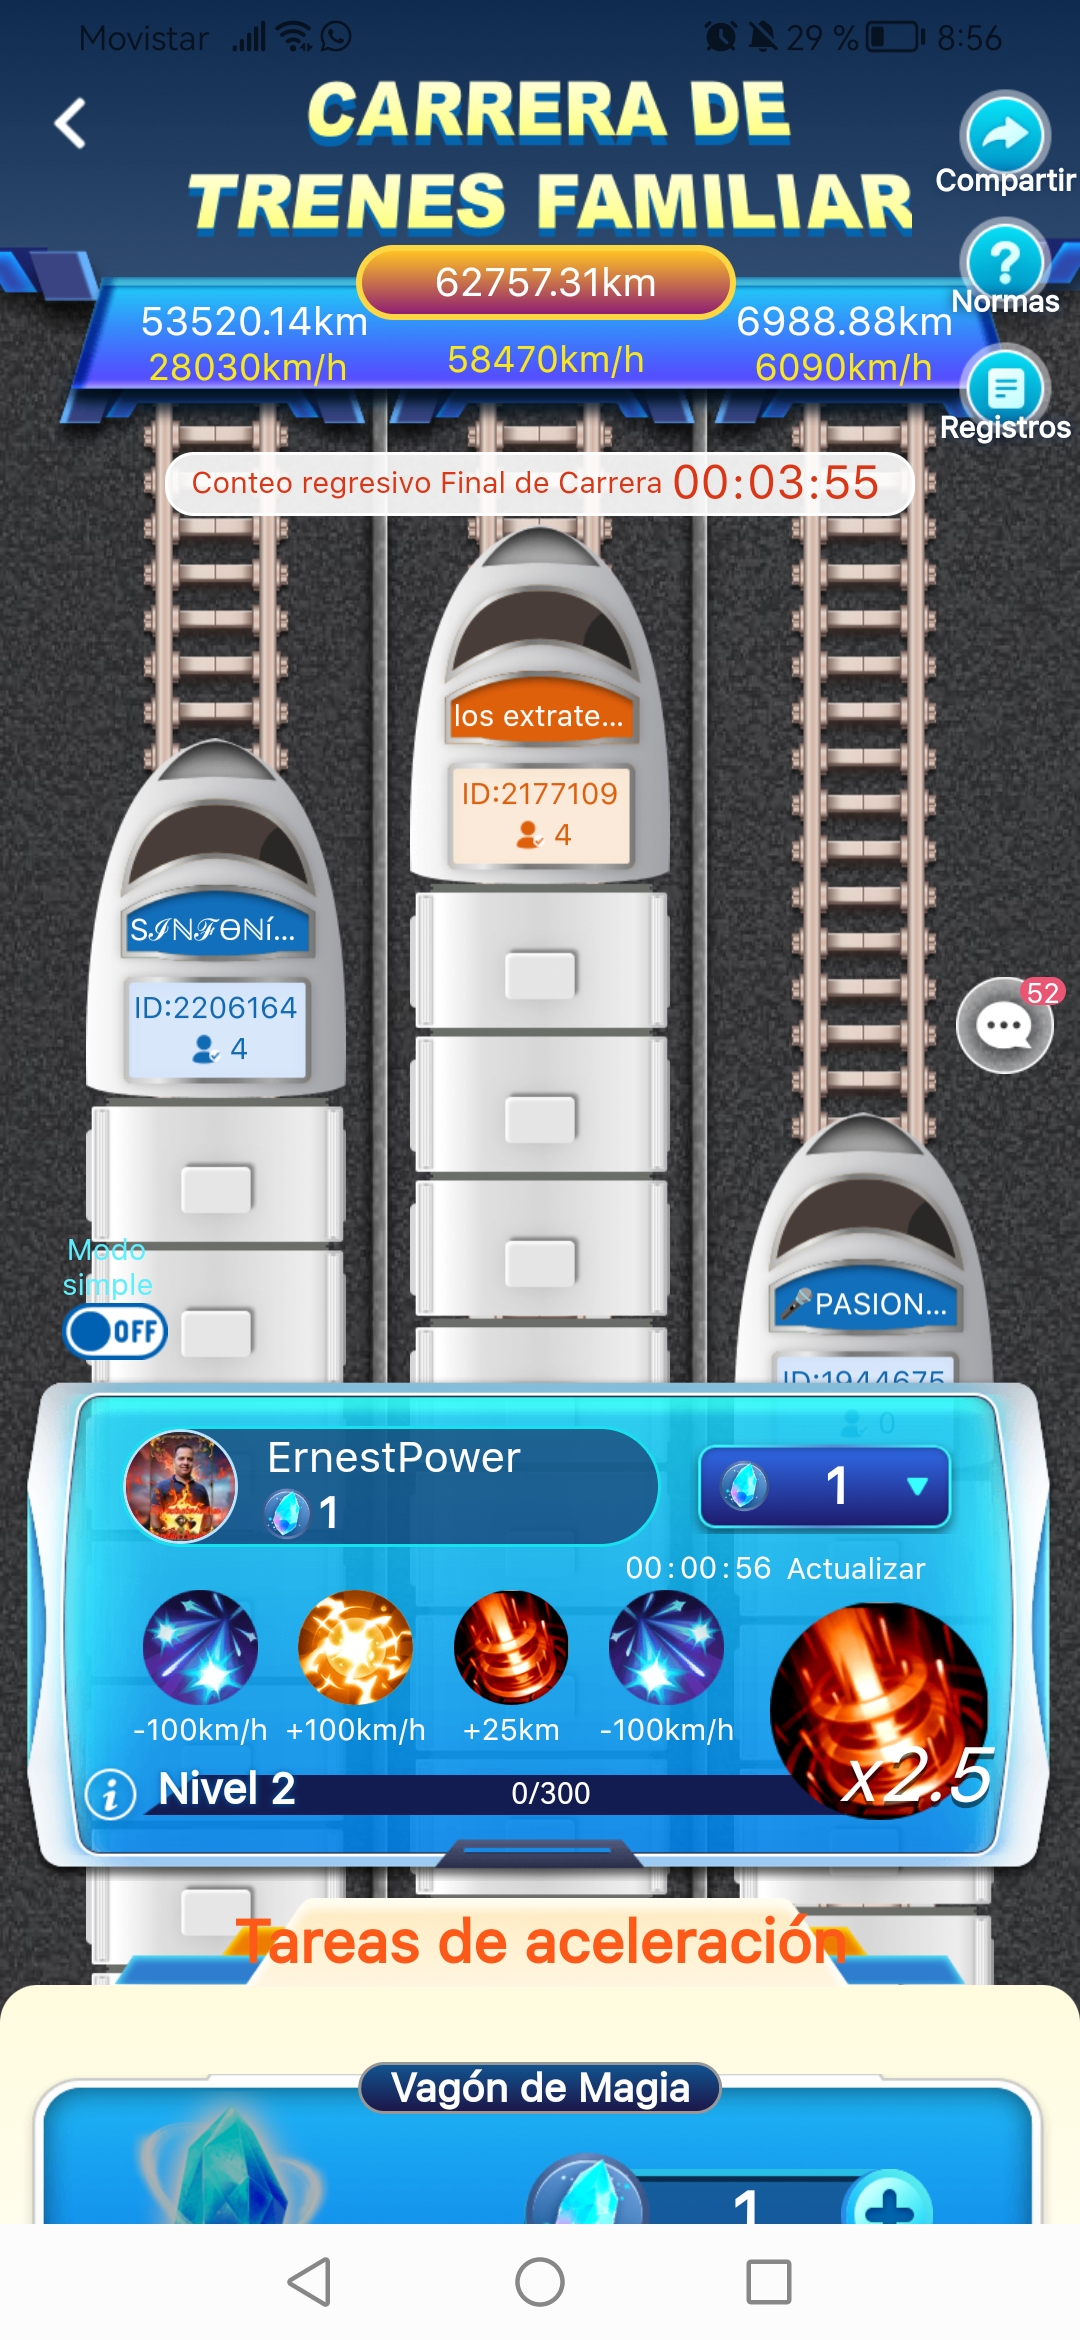 Movistar 29 % 8:56
CARRERA DE
TRENES FAMILIAR
Compartir
Normas
Registros
62757.31km
53520.14km
6988.88km
28030km/h
58470km/h
6090km/h
Conteo regresivo Final de Carrera 00:03:55
los extrate...
ID:2177109
4
SℐℕℱƟℕí...
ID:2206164
4
52
Modo
simple
OFF
🎤PASION...
ID:1944675
0
ErnestPower
1
1
00:00:56 Actualizar
-100km/h
+100km/h
+25km
-100km/h
x2.5
Nivel 2
0/300
Tareas de aceleración
Vagón de Magia
1